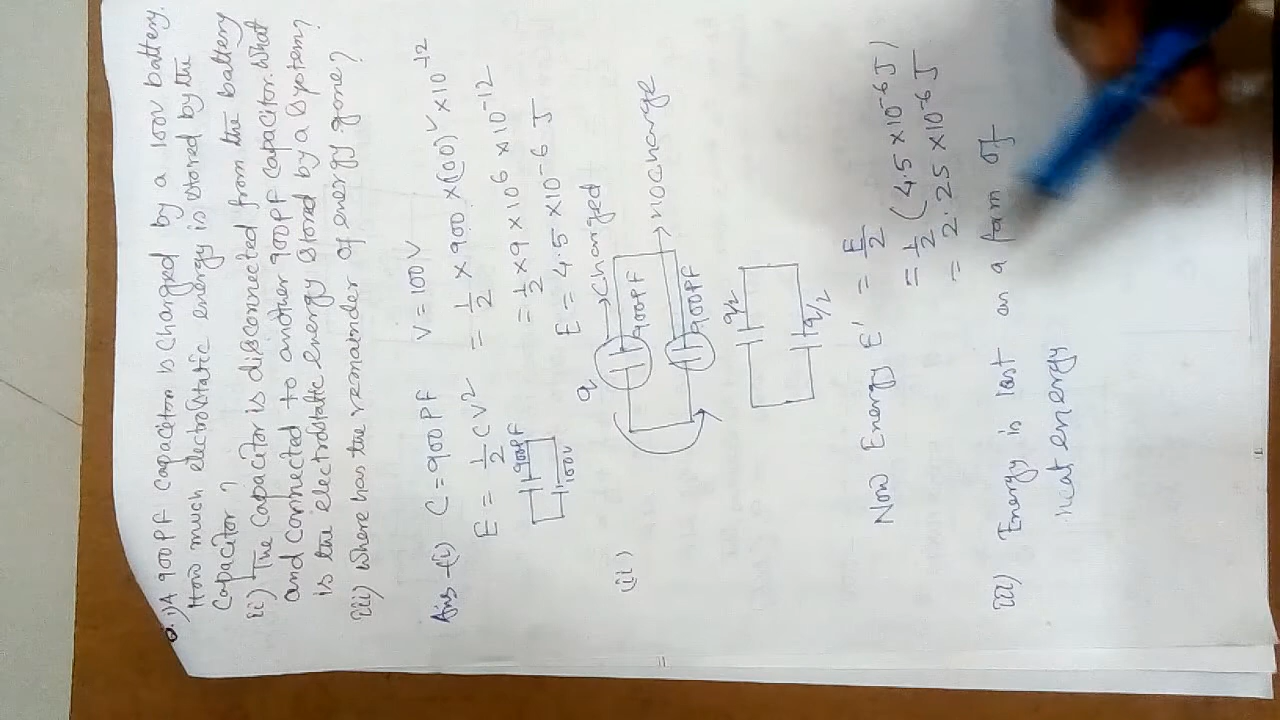 Q. i) A 900PF Capacitor is Charged by a 100V battery.
How much electrostatic energy is stored by the
Capacitor?
ii) The Capacitor is disconnected from the battery
and connected to another 900PF Capacitor. What
is the electrostatic energy stored by a System?
iii) Where has the remainder of energy gone?
Ans - (i) C = 900 PF V = 100 V
E = 1/2 CV² = 1/2 × 900 × (100)² × 10⁻¹²
= 1/2 × 9 × 10⁶ × 10⁻¹²
E = 4.5 × 10⁻⁶ J
900PF
100V
(ii)
q
→ Charged
900PF
900PF
→ no charge
q/2
q/2
Now Energy E' = E/2
= 1/2 (4.5 × 10⁻⁶ J)
= 2.25 × 10⁻⁶ J
iii) Energy is lost as a form of
heat energy